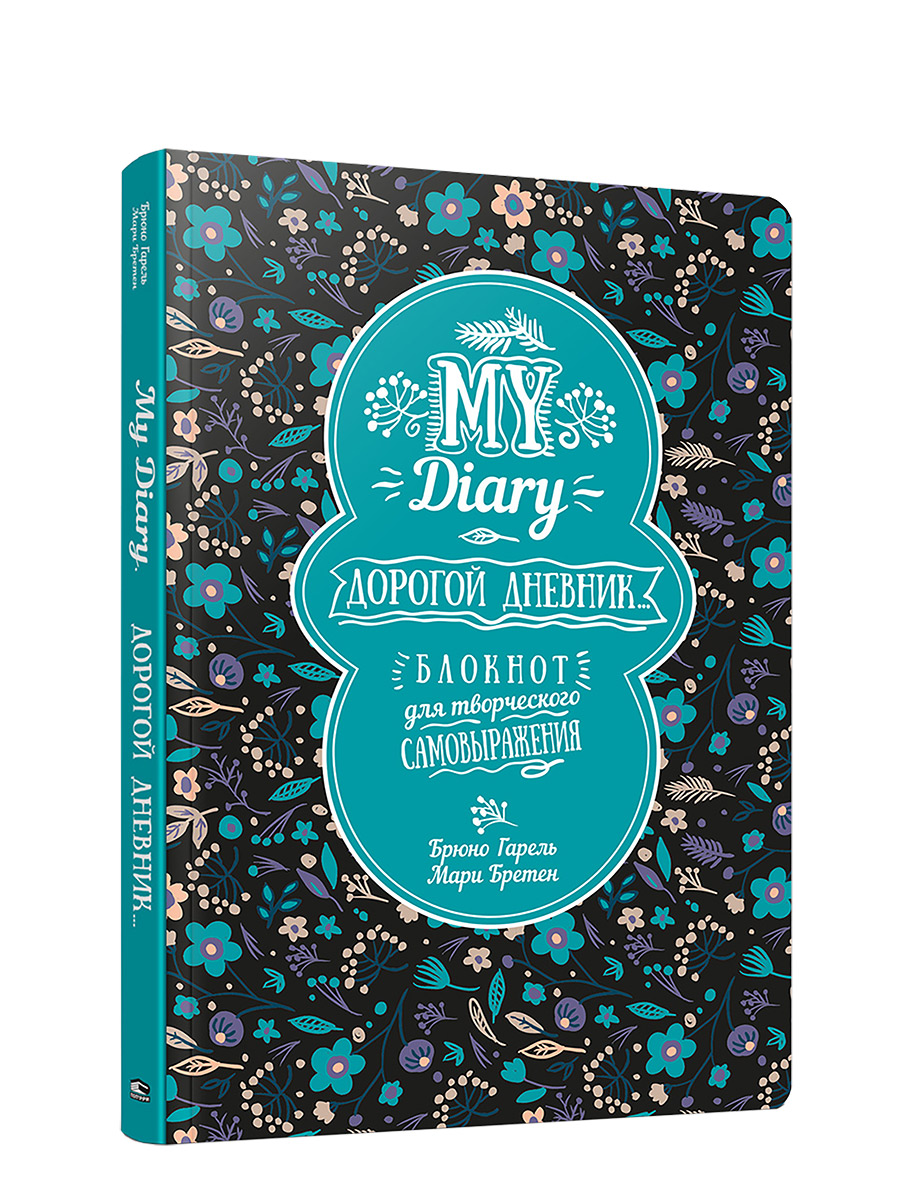 MY
Diary
ДОРОГОЙ ДНЕВНИК...
БЛОКНОТ
для творческого
САМОВЫРАЖЕНИЯ
Брюно Гарель
Мари Бретен
Брюно Гарель
Мари Бретен
My Diary. ДОРОГОЙ ДНЕВНИК...
ПОПУРРИ